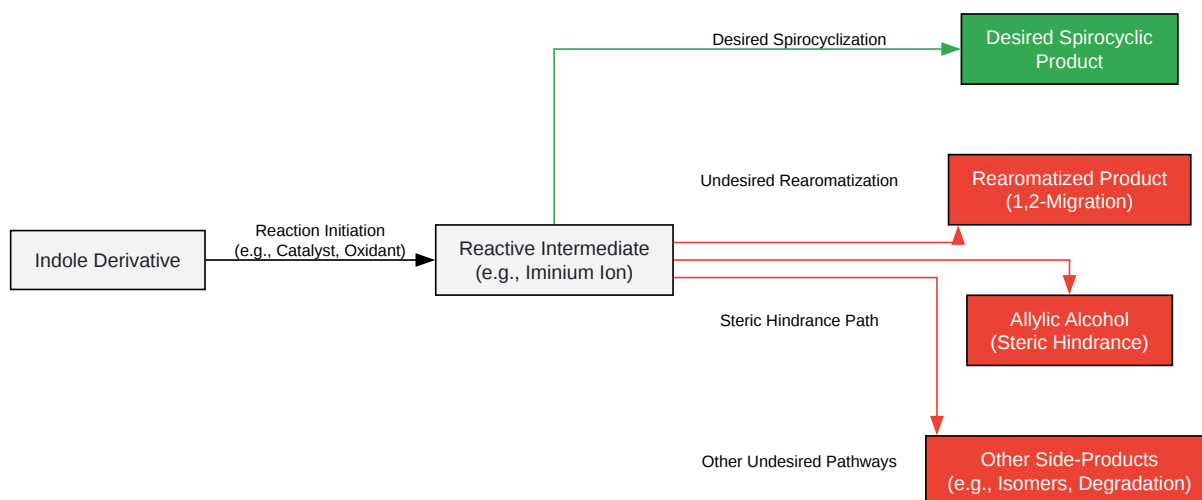 Desired Spirocyclization
Desired Spirocyclic
Product
Undesired Rearomatization
Rearomatized Product
(1,2-Migration)
Reaction Initiation
(e.g., Catalyst, Oxidant)
Indole Derivative
Reactive Intermediate
(e.g., Iminium Ion)
Steric Hindrance Path
Allylic Alcohol
(Steric Hindrance)
Other Undesired Pathways
Other Side-Products
(e.g., Isomers, Degradation)